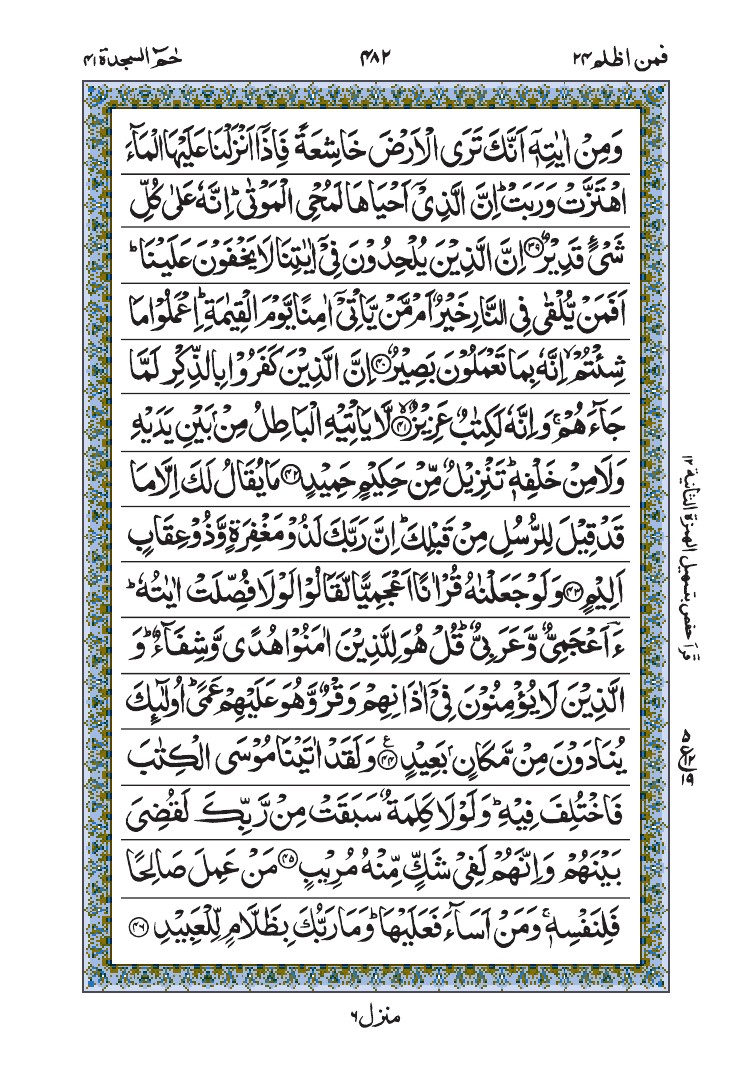 فمن اظلم ۲۴
۴۸۲
حٰمٓ السجدة ۴۱
وَمِنْ اٰيٰتِهٖٓ اَنَّكَ تَرَى الْاَرْضَ خَاشِعَةً فَاِذَآ اَنْزَلْنَا عَلَيْهَا الْمَآءَ
اهْتَزَّتْ وَرَبَتْ ؕ اِنَّ الَّذِيْٓ اَحْيَاهَا لَمُحْيِ الْمَوْتٰى ؕ اِنَّهٗ عَلٰى كُلِّ
شَيْءٍ قَدِيْرٌ ﴿۳۹﴾ اِنَّ الَّذِيْنَ يُلْحِدُوْنَ فِيْٓ اٰيٰتِنَا لَا يَخْفَوْنَ عَلَيْنَا ؕ
اَفَمَنْ يُّلْقٰى فِي النَّارِ خَيْرٌ اَمْ مَّنْ يَّاْتِيْٓ اٰمِنًا يَّوْمَ الْقِيٰمَةِ ؕ اِعْمَلُوْا مَا
شِئْتُمْ ۙ اِنَّهٗ بِمَا تَعْمَلُوْنَ بَصِيْرٌ ﴿۴۰﴾ اِنَّ الَّذِيْنَ كَفَرُوْا بِالذِّكْرِ لَمَّا
جَآءَهُمْ ۚ وَاِنَّهٗ لَكِتٰبٌ عَزِيْزٌ ﴿۴۱﴾ۙ لَّا يَاْتِيْهِ الْبَاطِلُ مِنْ بَيْنِ يَدَيْهِ
وَلَا مِنْ خَلْفِهٖ ؕ تَنْزِيْلٌ مِّنْ حَكِيْمٍ حَمِيْدٍ ﴿۴۲﴾ مَا يُقَالُ لَكَ اِلَّا مَا
قَدْ قِيْلَ لِلرُّسُلِ مِنْ قَبْلِكَ ؕ اِنَّ رَبَّكَ لَذُوْ مَغْفِرَةٍ وَّذُوْ عِقَابٍ
اَلِيْمٍ ﴿۴۳﴾ وَلَوْ جَعَلْنٰهُ قُرْاٰنًا اَعْجَمِيًّا لَّقَالُوْا لَوْلَا فُصِّلَتْ اٰيٰتُهٗ ؕ
ءَاَعْجَمِيٌّ وَّعَرَبِيٌّ ؕ قُلْ هُوَ لِلَّذِيْنَ اٰمَنُوْا هُدًى وَّشِفَآءٌ ؕ وَ
الَّذِيْنَ لَا يُؤْمِنُوْنَ فِيْٓ اٰذَانِهِمْ وَقْرٌ وَّهُوَ عَلَيْهِمْ عَمًى ؕ اُولٰٓئِكَ
يُنَادَوْنَ مِنْ مَّكَانٍۭ بَعِيْدٍ ﴿۴۴﴾ ع وَلَقَدْ اٰتَيْنَا مُوْسَى الْكِتٰبَ
فَاخْتُلِفَ فِيْهِ ؕ وَلَوْلَا كَلِمَةٌ سَبَقَتْ مِنْ رَّبِّكَ لَقُضِيَ
بَيْنَهُمْ ؕ وَاِنَّهُمْ لَفِيْ شَكٍّ مِّنْهُ مُرِيْبٍ ﴿۴۵﴾ مَنْ عَمِلَ صَالِحًا
فَلِنَفْسِهٖ ۚ وَمَنْ اَسَآءَ فَعَلَيْهَا ؕ وَمَا رَبُّكَ بِظَلَّامٍ لِّلْعَبِيْدِ ﴿۴۶﴾
قرأ حفص بتسهيل الهمزة الثانية ۱۲
منزل ۶